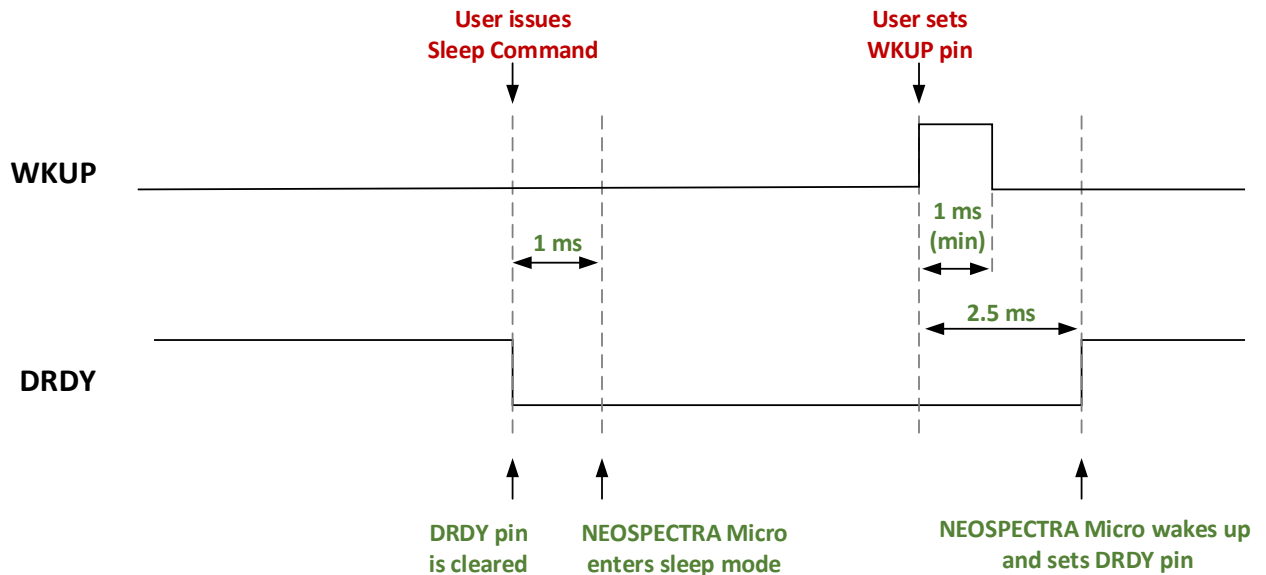 User issues
Sleep Command
User sets
WKUP pin
WKUP
1 ms
1 ms
(min)
2.5 ms
DRDY
DRDY pin
is cleared
NEOSPECTRA Micro
enters sleep mode
NEOSPECTRA Micro wakes up
and sets DRDY pin